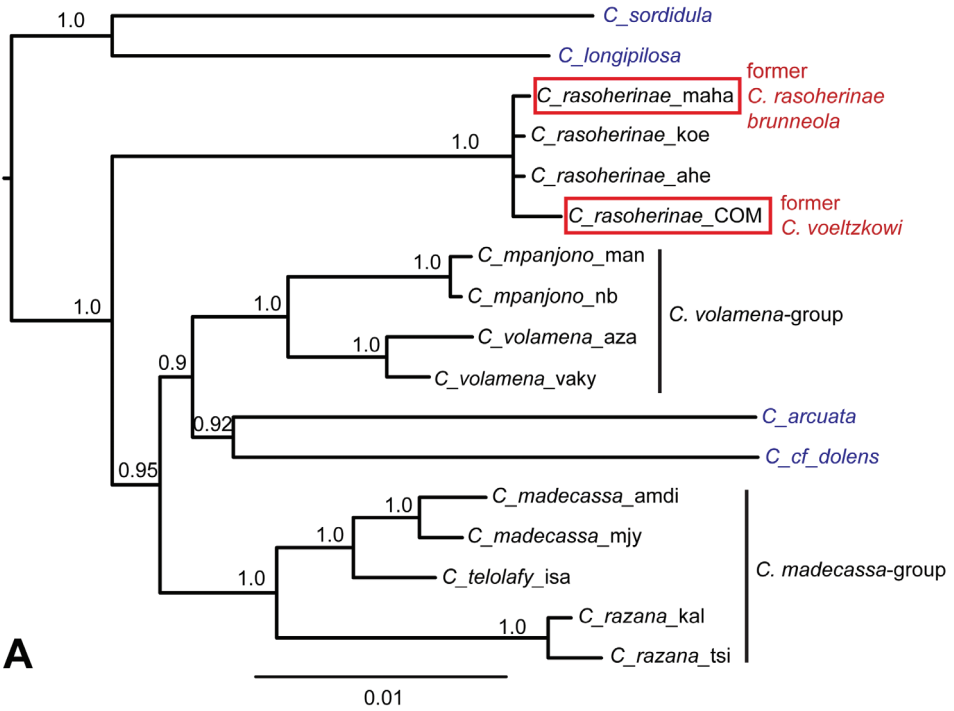 1.0
C_sordidula
C_longipilosa
former
C. rasoherinae
brunneola
C_rasoherinae_maha
1.0
C_rasoherinae_koe
C_rasoherinae_ahe
C_rasoherinae_COM
former
C. voeltzkowi
1.0
1.0
1.0
C_mpanjono_man
C_mpanjono_nb
C. volamena-group
1.0
C_volamena_aza
C_volamena_vaky
0.9
0.92
C_arcuata
C_cf_dolens
0.95
1.0
C_madecassa_amdi
1.0
C_madecassa_mjy
C_telolafy_isa
C. madecassa-group
1.0
1.0
C_razana_kal
C_razana_tsi
A
0.01